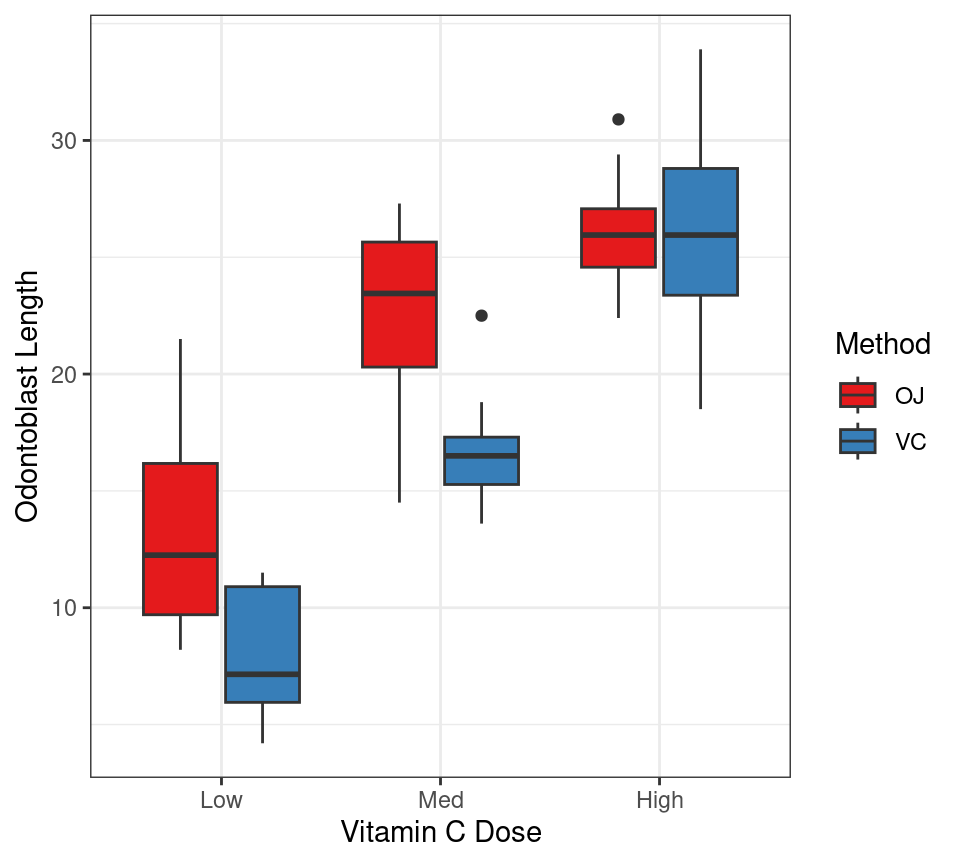 Odontoblast Length
30
20
10
Low Med High
Vitamin C Dose
Method
OJ
VC